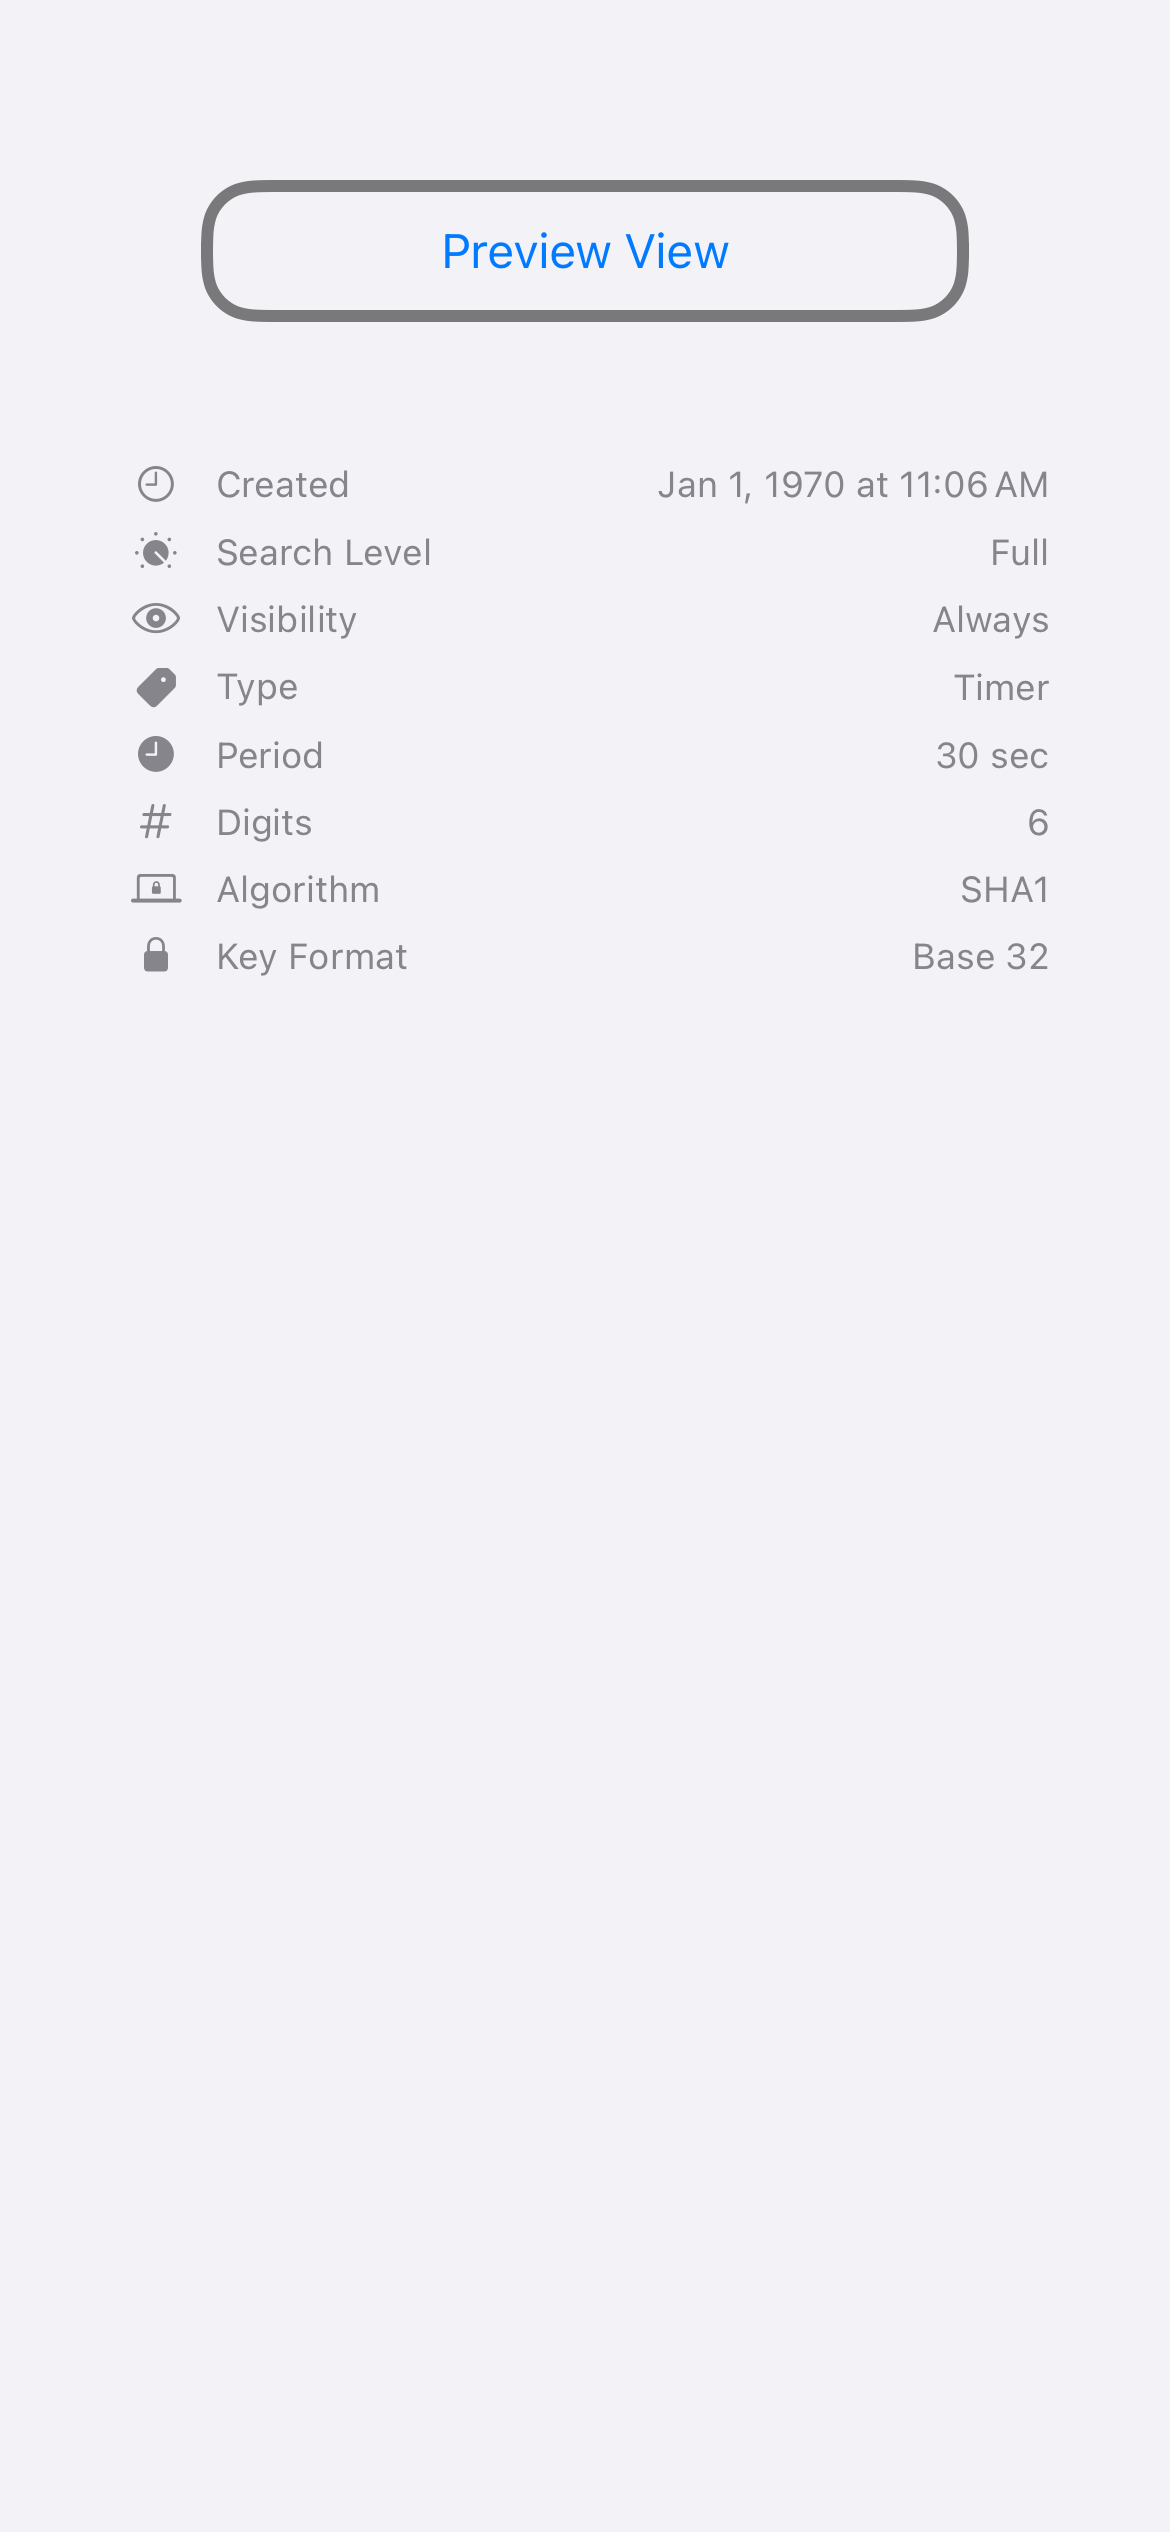 Preview View
Created Jan 1, 1970 at 11:06 AM
Search Level Full
Visibility Always
Type Timer
Period 30 sec
Digits 6
Algorithm SHA1
Key Format Base 32